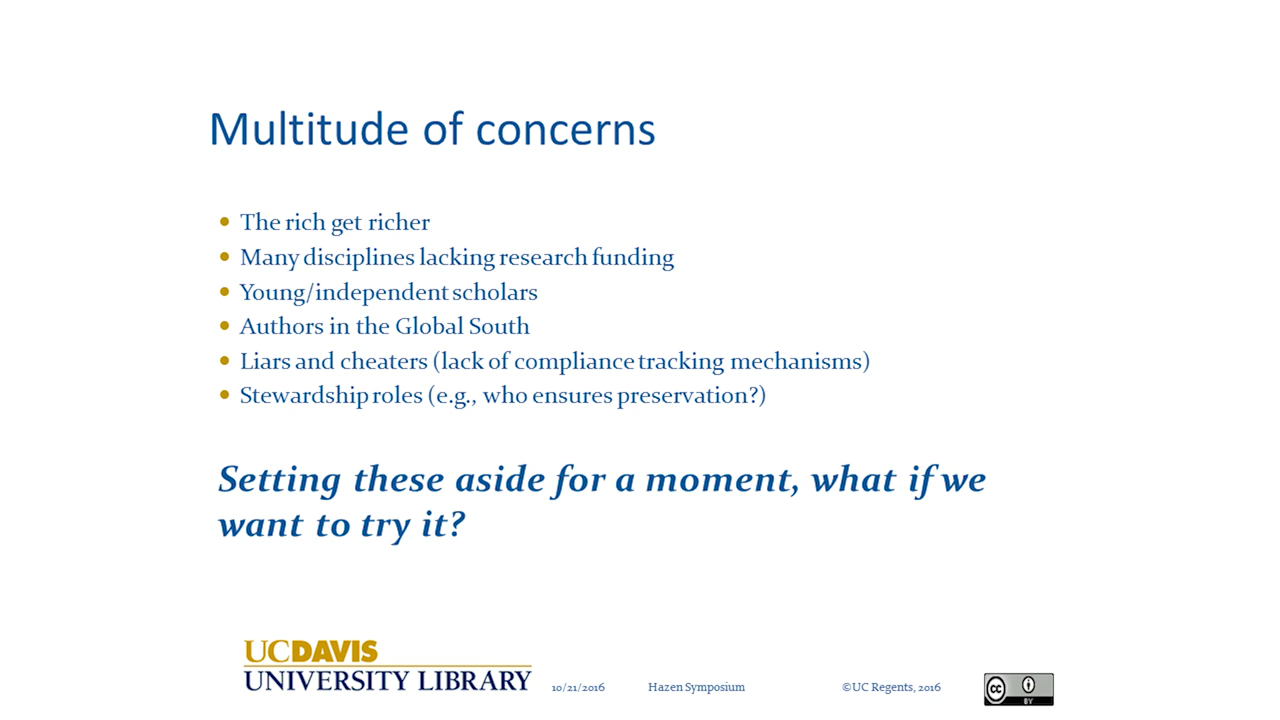 Multitude of concerns
The rich get richer
Many disciplines lacking research funding
Young/independent scholars
Authors in the Global South
Liars and cheaters (lack of compliance tracking mechanisms)
Stewardship roles (e.g., who ensures preservation?)
Setting these aside for a moment, what if we
want to try it?
UCDAVIS
UNIVERSITY LIBRARY
10/21/2016 Hazen Symposium ©UC Regents, 2016
cc BY